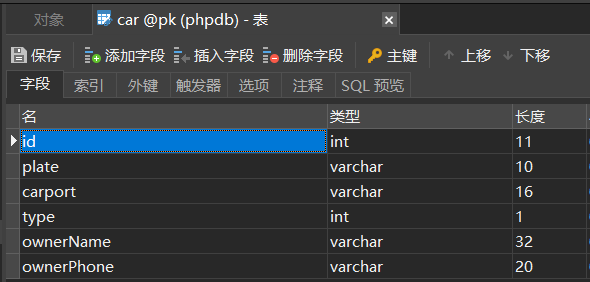 对象 car @pk (phpdb) - 表
保存 添加字段 插入字段 删除字段 主键 上移 下移
字段 索引 外键 触发器 选项 注释 SQL 预览
名 类型 长度
id int 11
plate varchar 10
carport varchar 16
type int 1
ownerName varchar 32
ownerPhone varchar 20